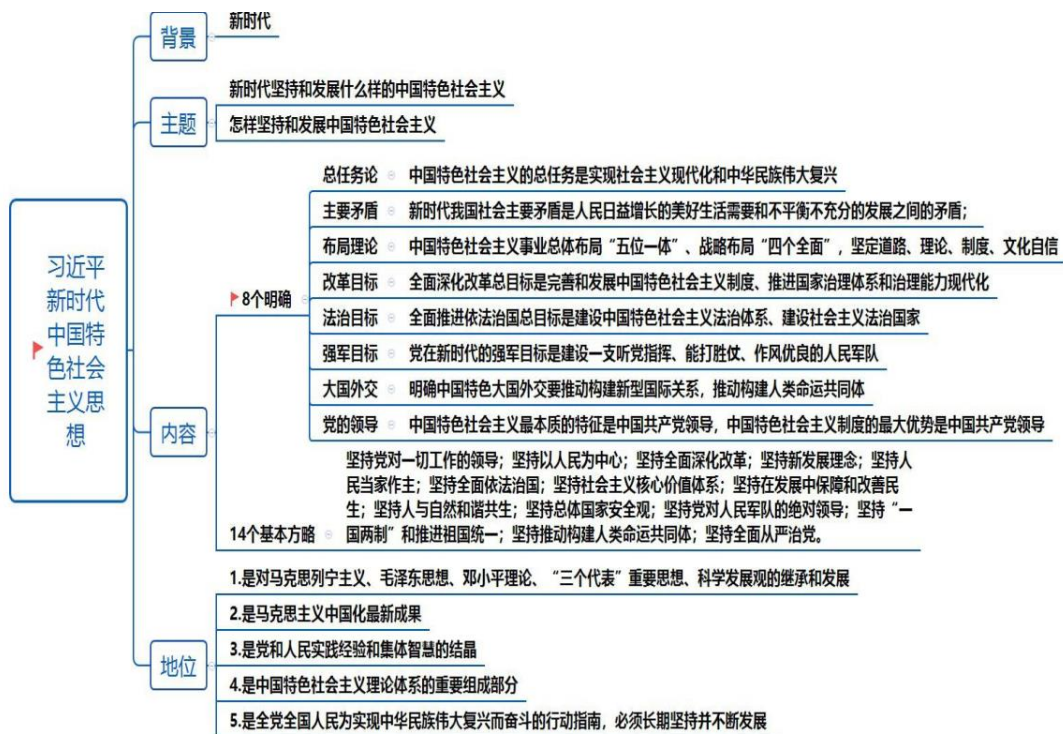 背景
新时代
主题
新时代坚持和发展什么样的中国特色社会主义
怎样坚持和发展中国特色社会主义
习近平
新时代
中国特
色社会
主义思
想
内容
8个明确
总任务论 中国特色社会主义的总任务是实现社会主义现代化和中华民族伟大复兴
主要矛盾 新时代我国社会主要矛盾是人民日益增长的美好生活需要和不平衡不充分的发展之间的矛盾；
布局理论 中国特色社会主义事业总体布局“五位一体”、战略布局“四个全面”，坚定道路、理论、制度、文化自信
改革目标 全面深化改革总目标是完善和发展中国特色社会主义制度、推进国家治理体系和治理能力现代化
法治目标 全面推进依法治国总目标是建设中国特色社会主义法治体系、建设社会主义法治国家
强军目标 党在新时代的强军目标是建设一支听党指挥、能打胜仗、作风优良的人民军队
大国外交 明确中国特色大国外交要推动构建新型国际关系，推动构建人类命运共同体
党的领导 中国特色社会主义最本质的特征是中国共产党领导，中国特色社会主义制度的最大优势是中国共产党领导
14个基本方略
坚持党对一切工作的领导；坚持以人民为中心；坚持全面深化改革；坚持新发展理念；坚持人
民当家作主；坚持全面依法治国；坚持社会主义核心价值体系；坚持在发展中保障和改善民
生；坚持人与自然和谐共生；坚持总体国家安全观；坚持党对人民军队的绝对领导；坚持“一
国两制”和推进祖国统一；坚持推动构建人类命运共同体；坚持全面从严治党。
地位
1.是对马克思列宁主义、毛泽东思想、邓小平理论、“三个代表”重要思想、科学发展观的继承和发展
2.是马克思主义中国化最新成果
3.是党和人民实践经验和集体智慧的结晶
4.是中国特色社会主义理论体系的重要组成部分
5.是全党全国人民为实现中华民族伟大复兴而奋斗的行动指南，必须长期坚持并不断发展